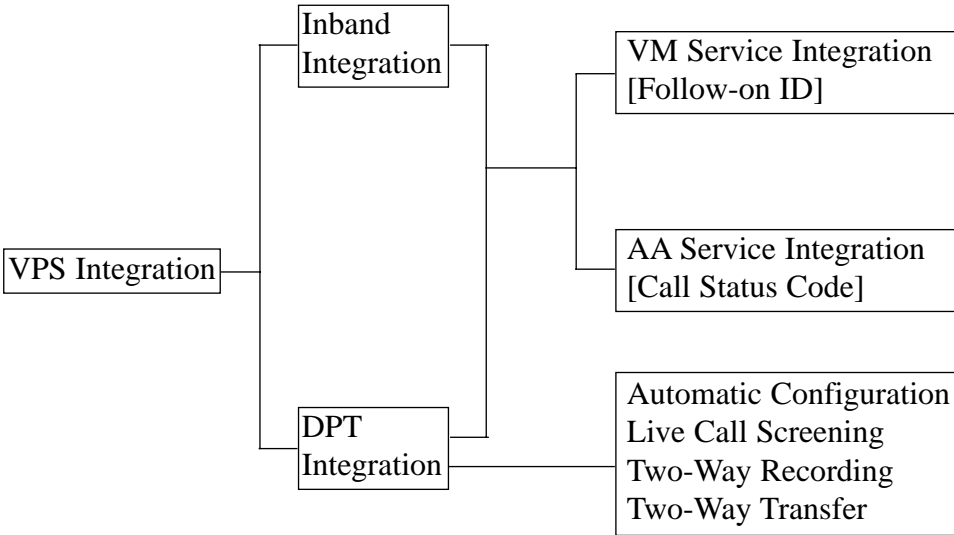 Inband
Integration
VM Service Integration
[Follow-on ID]
VPS Integration
AA Service Integration
[Call Status Code]
DPT
Integration
Automatic Configuration
Live Call Screening
Two-Way Recording
Two-Way Transfer